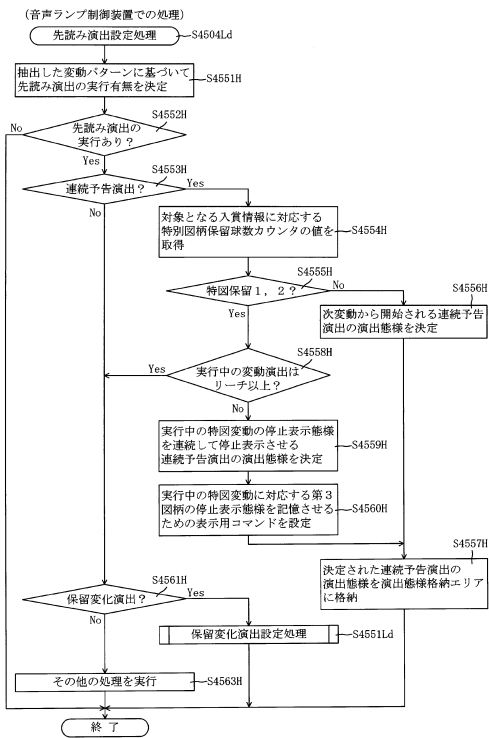 (音声ランプ制御装置での処理)
先読み演出設定処理
S4504Ld
抽出した変動パターンに基づいて
先読み演出の実行有無を決定
S4551H
S4552H
No
先読み演出の
実行あり?
Yes
S4553H
連続予告演出?
Yes
No
対象となる入賞情報に対応する
特別図柄保留球数カウンタの値を
取得
S4554H
S4555H
特図保留1,2?
No
Yes
S4556H
次変動から開始される連続予告
演出の演出態様を決定
S4558H
Yes
実行中の変動演出は
リーチ以上?
No
実行中の特図変動の停止表示態様
を連続して停止表示させる
連続予告演出の演出態様を決定
S4559H
実行中の特図変動に対応する第3
図柄の停止表示態様を記憶させる
ための表示用コマンドを設定
S4560H
S4557H
決定された連続予告演出の
演出態様を演出態様格納エリア
に格納
S4561H
保留変化演出?
Yes
No
保留変化演出設定処理
S4551Ld
その他の処理を実行
S4563H
終了